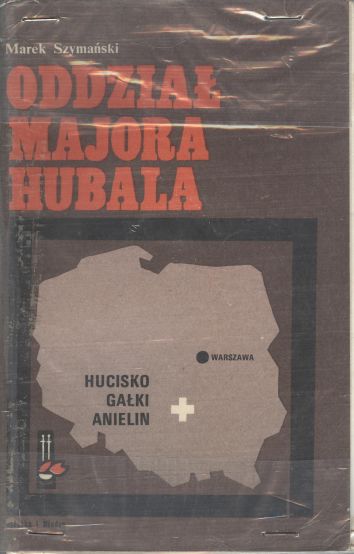 Marek Szymański
ODDZIAŁ
MAJORA
HUBALA
WARSZAWA
HUCISKO
GAŁKI
ANIELIN